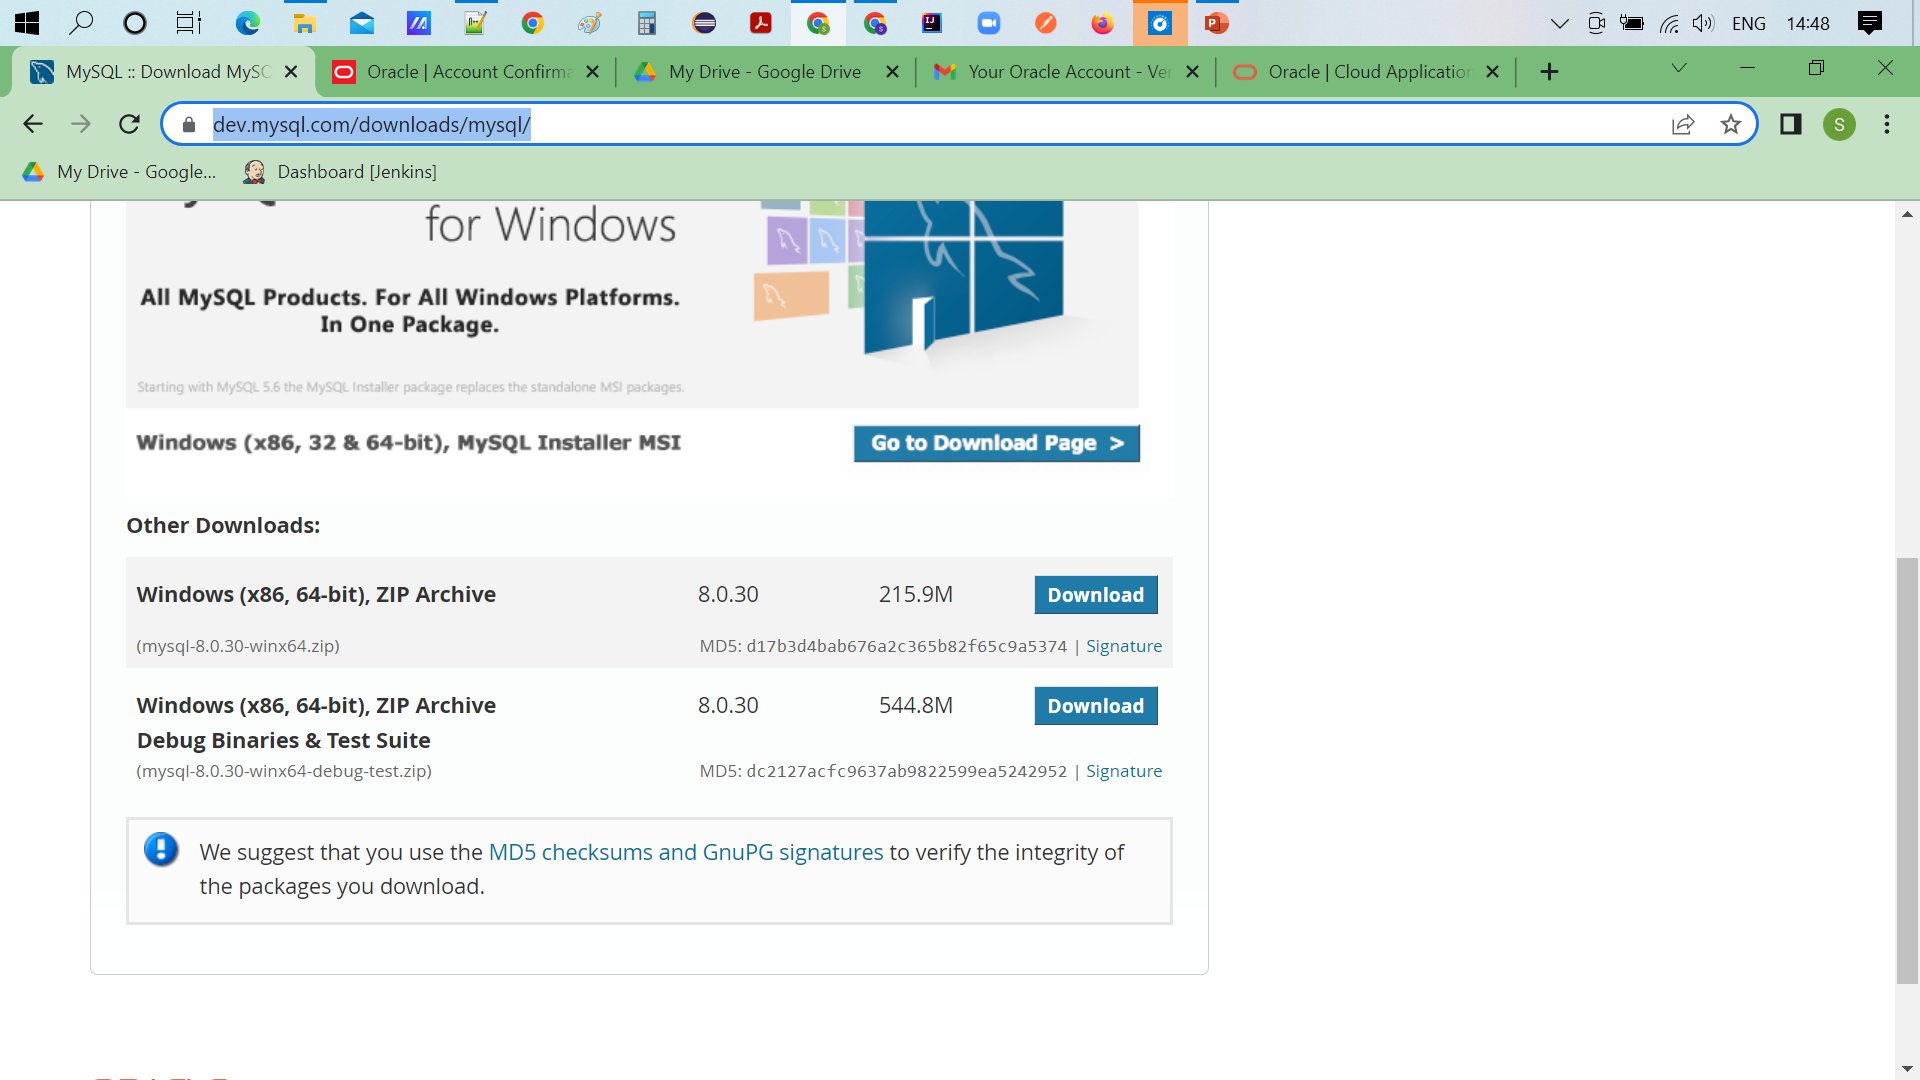 ENG 14:48
MySQL :: Download MySQ
Oracle | Account Confirma
My Drive - Google Drive
Your Oracle Account - Ver
Oracle | Cloud Application
dev.mysql.com/downloads/mysql/
S
My Drive - Google...
Dashboard [Jenkins]
for Windows
All MySQL Products. For All Windows Platforms.
In One Package.
Starting with MySQL 5.6 the MySQL Installer package replaces the standalone MSI packages.
Windows (x86, 32 & 64-bit), MySQL Installer MSI
Go to Download Page >
Other Downloads:
Windows (x86, 64-bit), ZIP Archive 8.0.30 215.9M Download
(mysql-8.0.30-winx64.zip) MD5: d17b3d4bab676a2c365b82f65c9a5374 | Signature
Windows (x86, 64-bit), ZIP Archive 8.0.30 544.8M Download
Debug Binaries & Test Suite
(mysql-8.0.30-winx64-debug-test.zip) MD5: dc2127acfc9637ab9822599ea5242952 | Signature
We suggest that you use the MD5 checksums and GnuPG signatures to verify the integrity of
the packages you download.